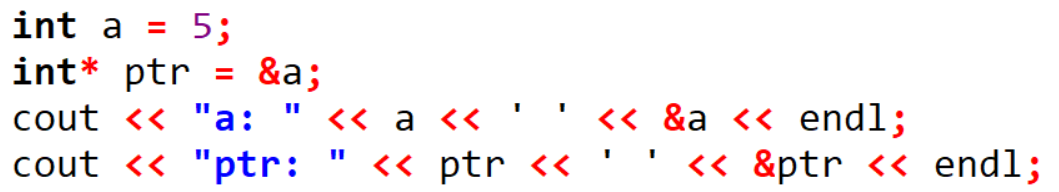 int a = 5;
int* ptr = &a;
cout << "a: " << a << ' ' << &a << endl;
cout << "ptr: " << ptr << ' ' << &ptr << endl;